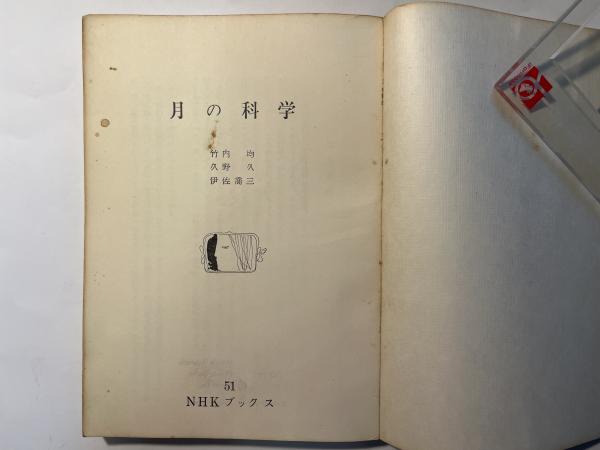 月の科学
竹内 均
久野 久
伊佐喬三
51
NHKブックス